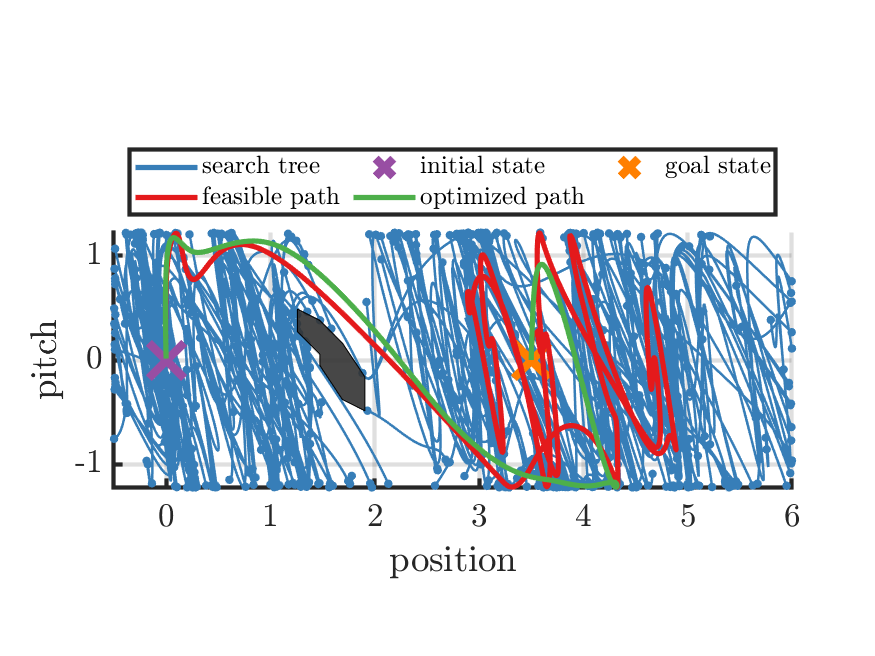 search tree initial state goal state
feasible path optimized path
1
0
-1
pitch
0 1 2 3 4 5 6
position